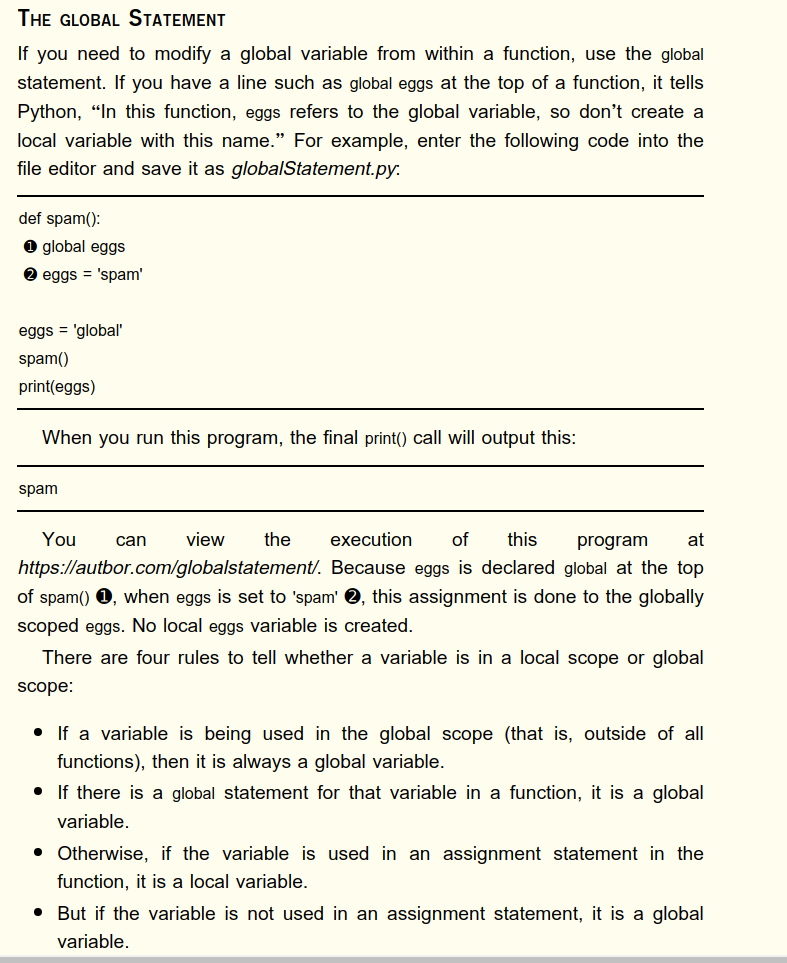 THE GLOBAL STATEMENT
If you need to modify a global variable from within a function, use the global
statement. If you have a line such as global eggs at the top of a function, it tells
Python, “In this function, eggs refers to the global variable, so don’t create a
local variable with this name.” For example, enter the following code into the
file editor and save it as globalStatement.py:
def spam():
❶ global eggs
❷ eggs = 'spam'
eggs = 'global'
spam()
print(eggs)
When you run this program, the final print() call will output this:
spam
You can view the execution of this program at
https://autbor.com/globalstatement/. Because eggs is declared global at the top
of spam() ❶, when eggs is set to 'spam' ❷, this assignment is done to the globally
scoped eggs. No local eggs variable is created.
There are four rules to tell whether a variable is in a local scope or global
scope:
• If a variable is being used in the global scope (that is, outside of all
functions), then it is always a global variable.
• If there is a global statement for that variable in a function, it is a global
variable.
• Otherwise, if the variable is used in an assignment statement in the
function, it is a local variable.
• But if the variable is not used in an assignment statement, it is a global
variable.